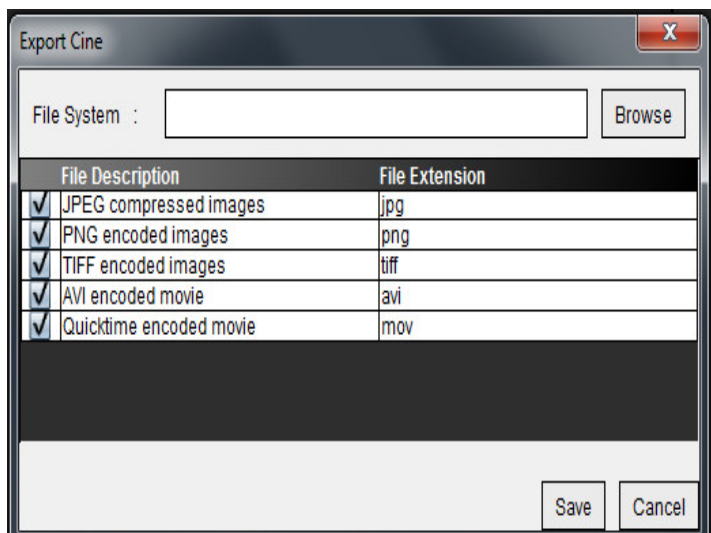 Export Cine
X
File System :
Browse
File Description File Extension
JPEG compressed images jpg
PNG encoded images png
TIFF encoded images tiff
AVI encoded movie avi
Quicktime encoded movie mov
Save Cancel